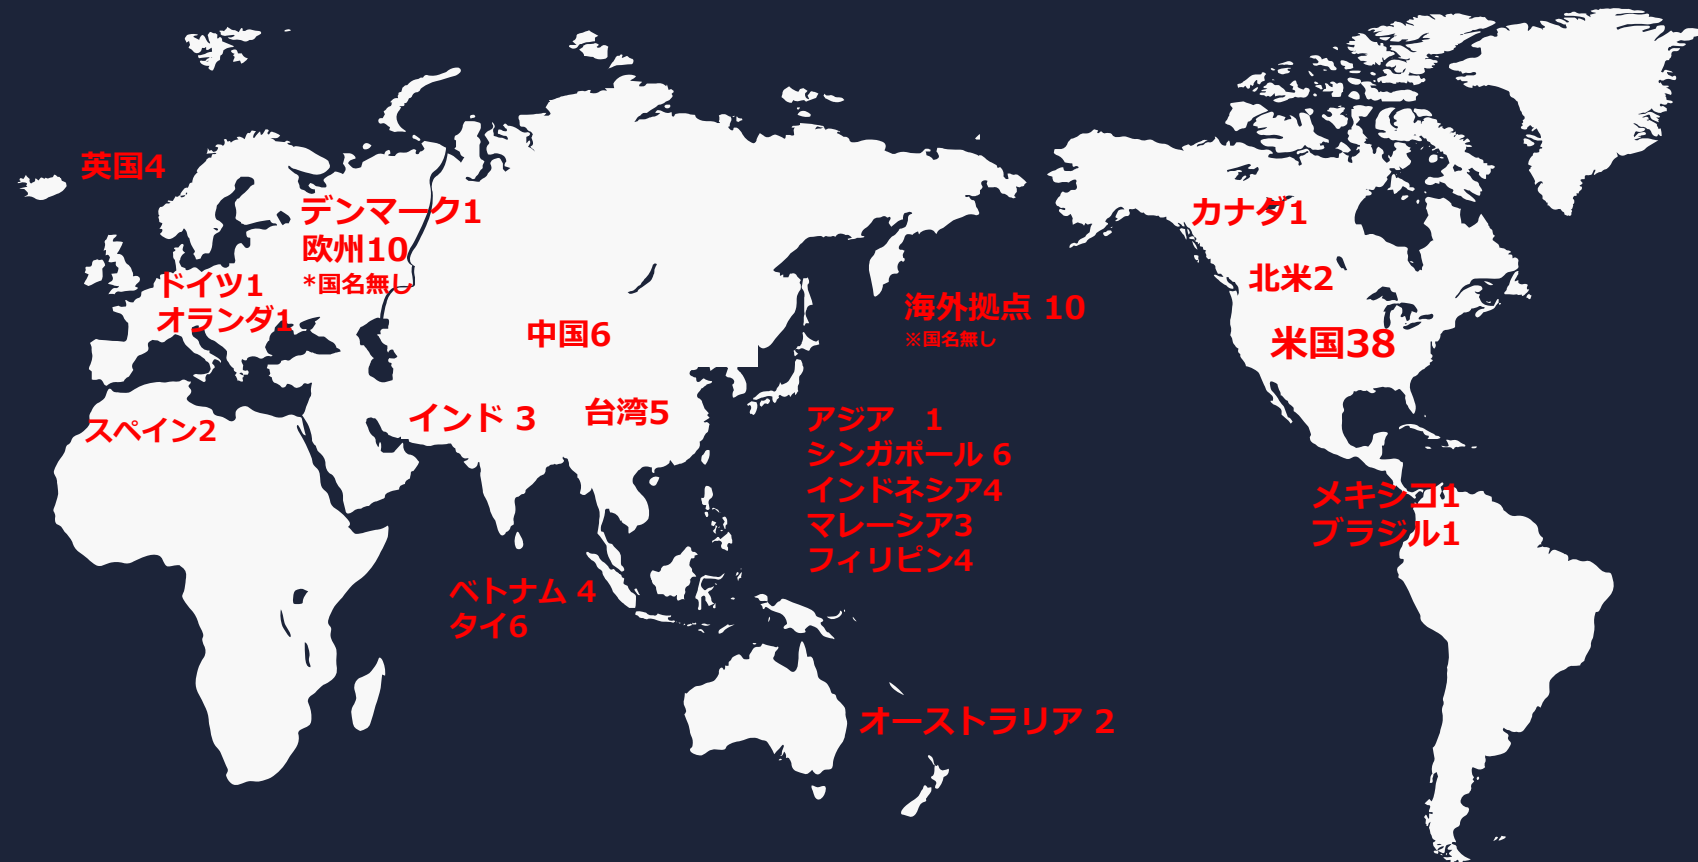 英国4
デンマーク1
欧州10
*国名無し
ドイツ1
オランダ1
スペイン2
中国6
インド 3
台湾5
海外拠点 10
※国名無し
アジア　1
シンガポール 6
インドネシア4
マレーシア3
フィリピン4
ベトナム 4
タイ6
オーストラリア 2
カナダ1
北米2
米国38
メキシコ1
ブラジル1